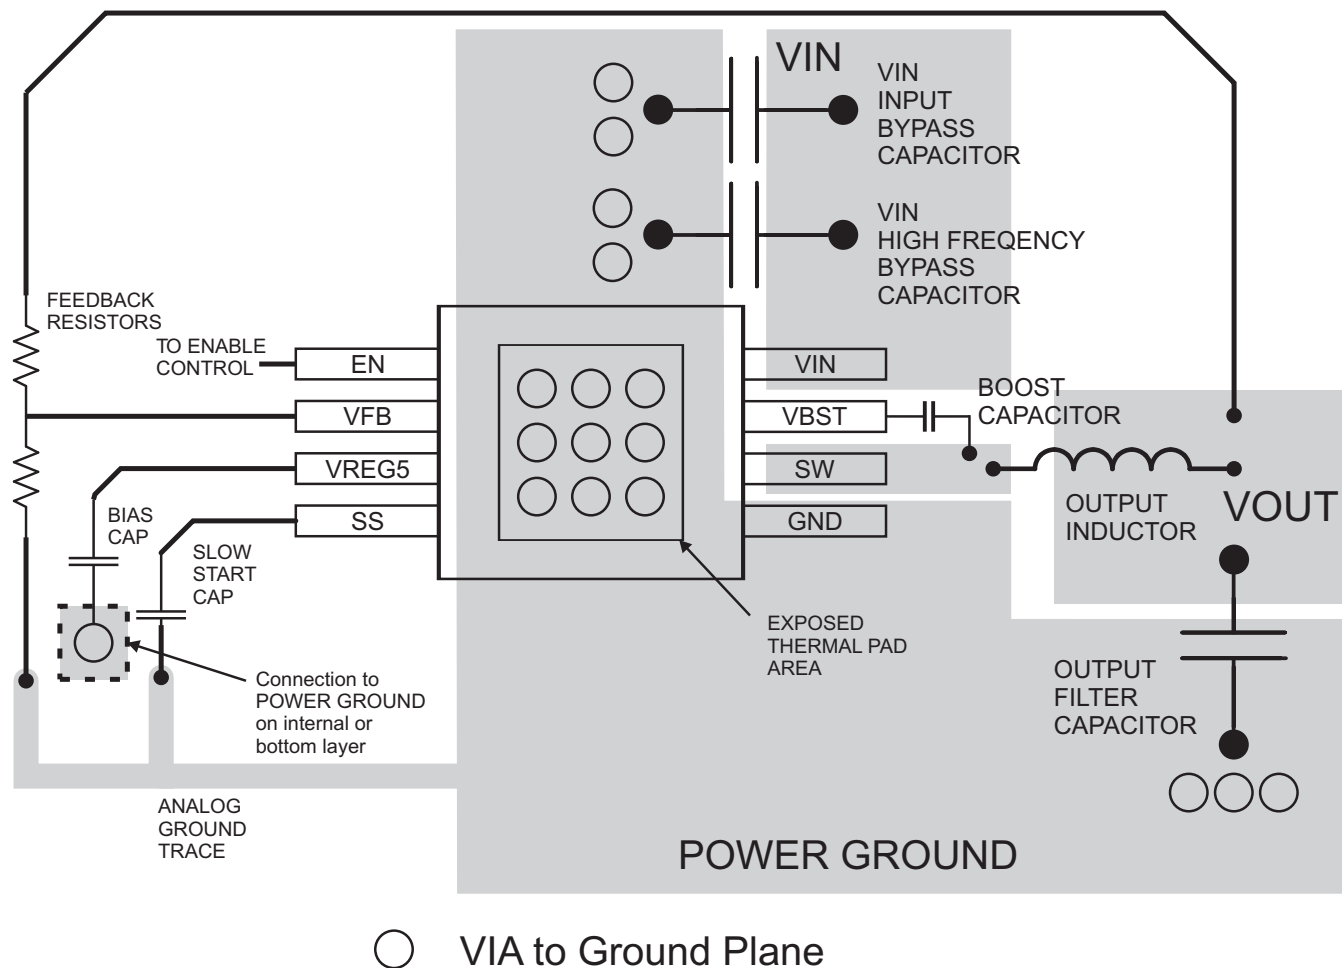 VIN
VIN
INPUT
BYPASS
CAPACITOR
VIN
HIGH FREQENCY
BYPASS
CAPACITOR
FEEDBACK
RESISTORS
TO ENABLE
CONTROL
EN
VFB
VREG5
SS
VIN
VBST
SW
GND
BOOST
CAPACITOR
OUTPUT
INDUCTOR
VOUT
BIAS
CAP
SLOW
START
CAP
EXPOSED
THERMAL PAD
AREA
Connection to
POWER GROUND
on internal or
bottom layer
OUTPUT
FILTER
CAPACITOR
ANALOG
GROUND
TRACE
POWER GROUND
VIA to Ground Plane